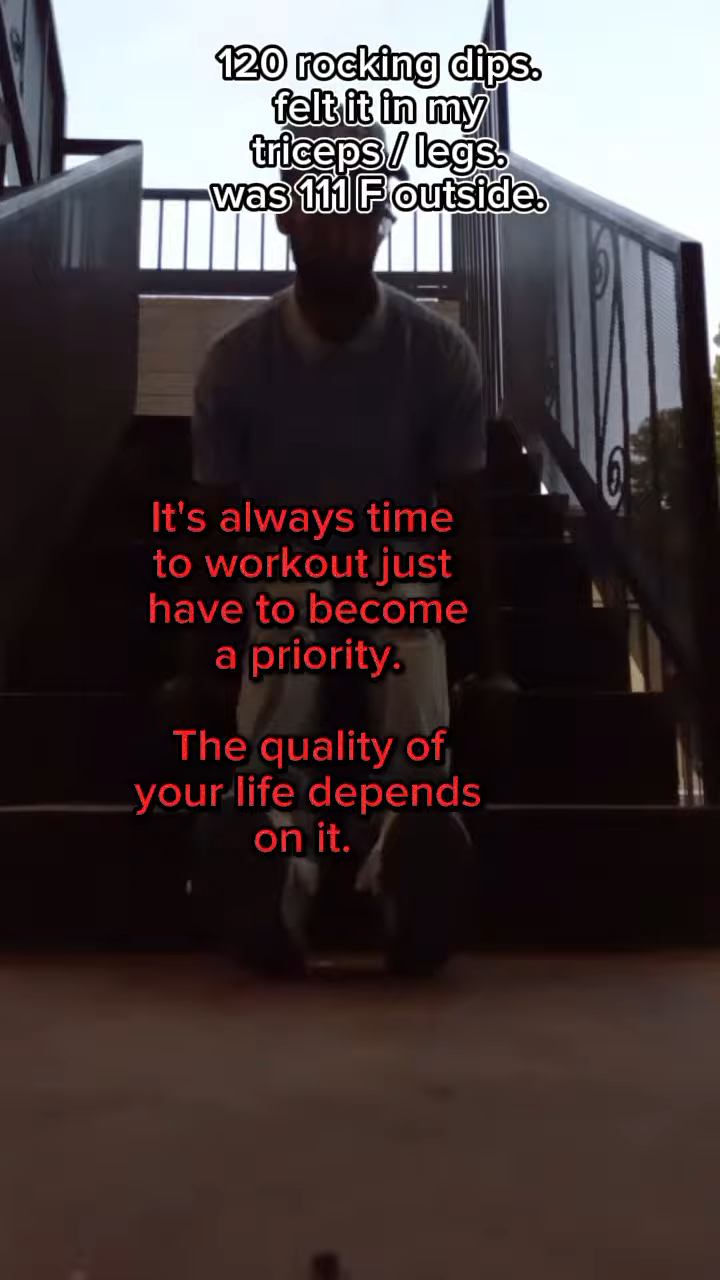 120 rocking dips.
felt it in my
triceps / legs.
was 111 F outside.
It's always time
to workout just
have to become
a priority.
The quality of
your life depends
on it.